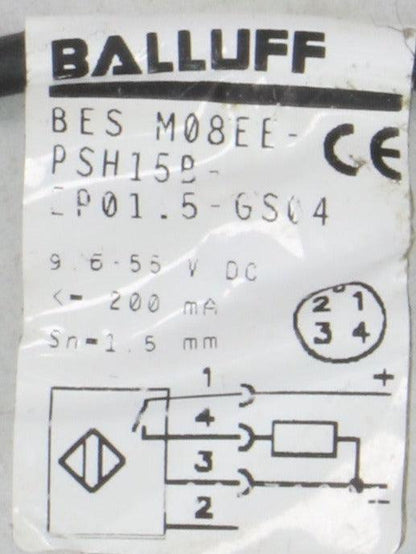 BALLUFF
BES M08EE-
PSH15B-
EP01.5-GS04
CE
9.6-55 V DC
<= 200 mA
Sn=1.5 mm
2 1
3 4
1
+
4
3
-
2